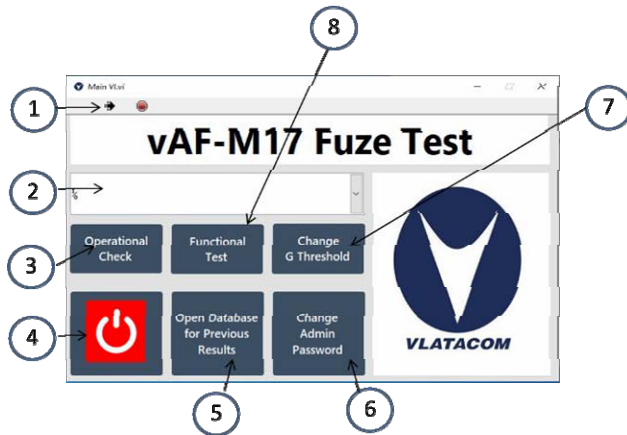 8
Main VI.vi
1
7
vAF-M17 Fuze Test
2
Operational
Check
Functional
Test
Change
G Threshold
3
4
Open Database
for Previous
Results
Change
Admin
Password
VLATACOM
5
6